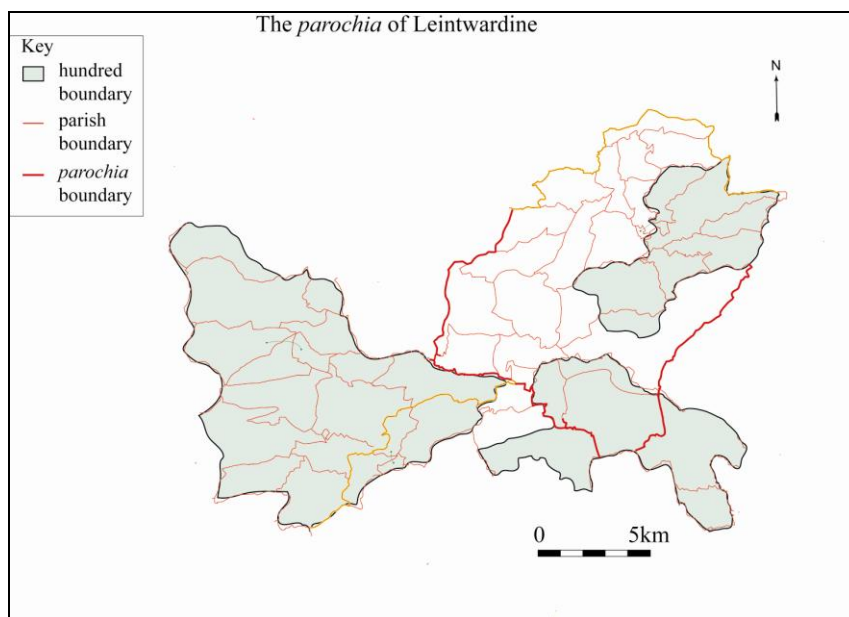 The parochia of Leintwardine
Key
hundred
boundary
parish
boundary
parochia
boundary
N
0 5km